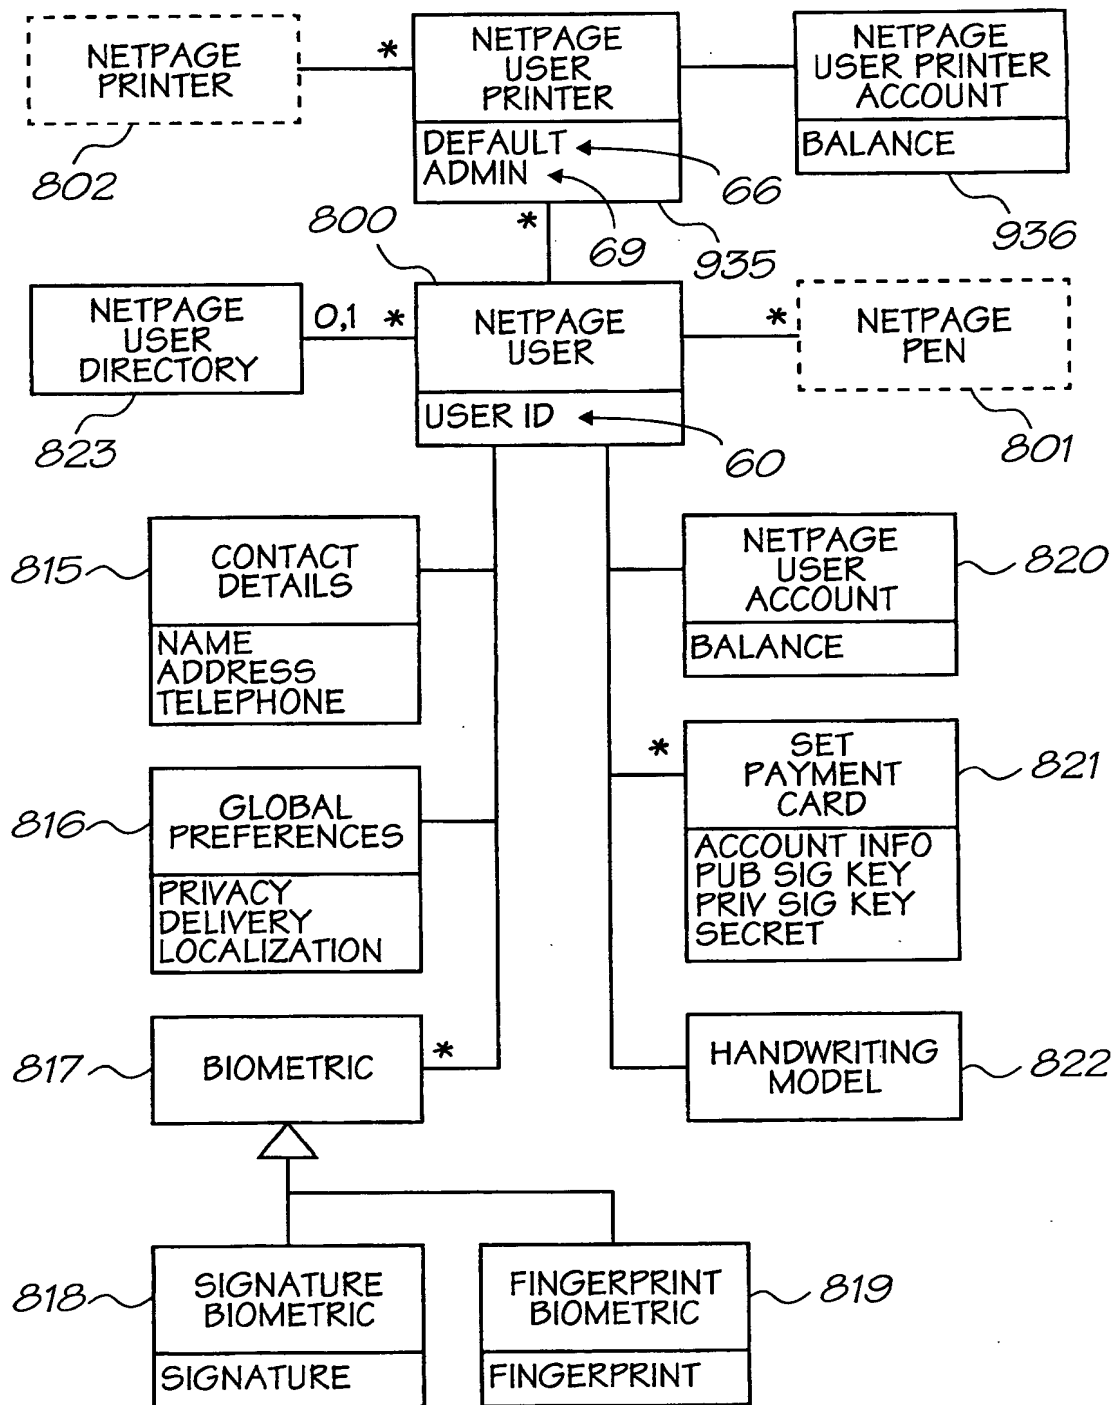 NETPAGE
PRINTER
802
*
NETPAGE
USER
PRINTER
DEFAULT
ADMIN
66
69
935
NETPAGE
USER PRINTER
ACCOUNT
BALANCE
936
*
800
NETPAGE
USER
DIRECTORY
823
0,1 *
NETPAGE
USER
USER ID
60
*
NETPAGE
PEN
801
815
CONTACT
DETAILS
NAME
ADDRESS
TELEPHONE
NETPAGE
USER
ACCOUNT
BALANCE
820
816
GLOBAL
PREFERENCES
PRIVACY
DELIVERY
LOCALIZATION
*
SET
PAYMENT
CARD
ACCOUNT INFO
PUB SIG KEY
PRIV SIG KEY
SECRET
821
817
BIOMETRIC
*
HANDWRITING
MODEL
822
818
SIGNATURE
BIOMETRIC
SIGNATURE
FINGERPRINT
BIOMETRIC
FINGERPRINT
819